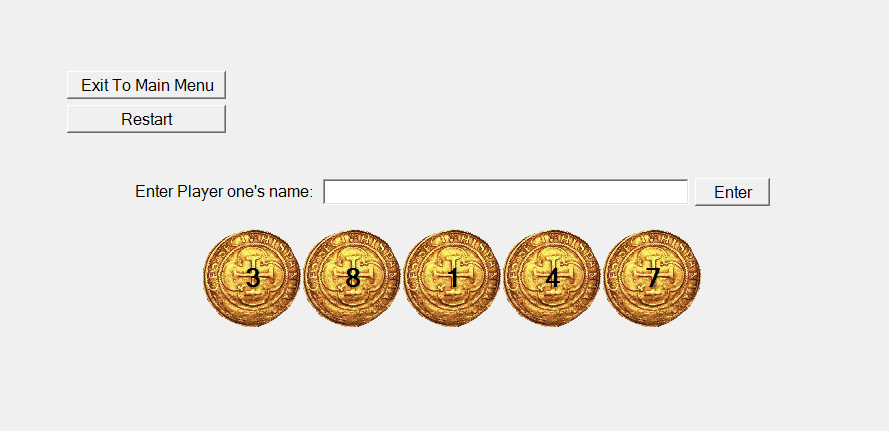 Exit To Main Menu
Restart
Enter Player one's name: Enter
3 8 1 4 7